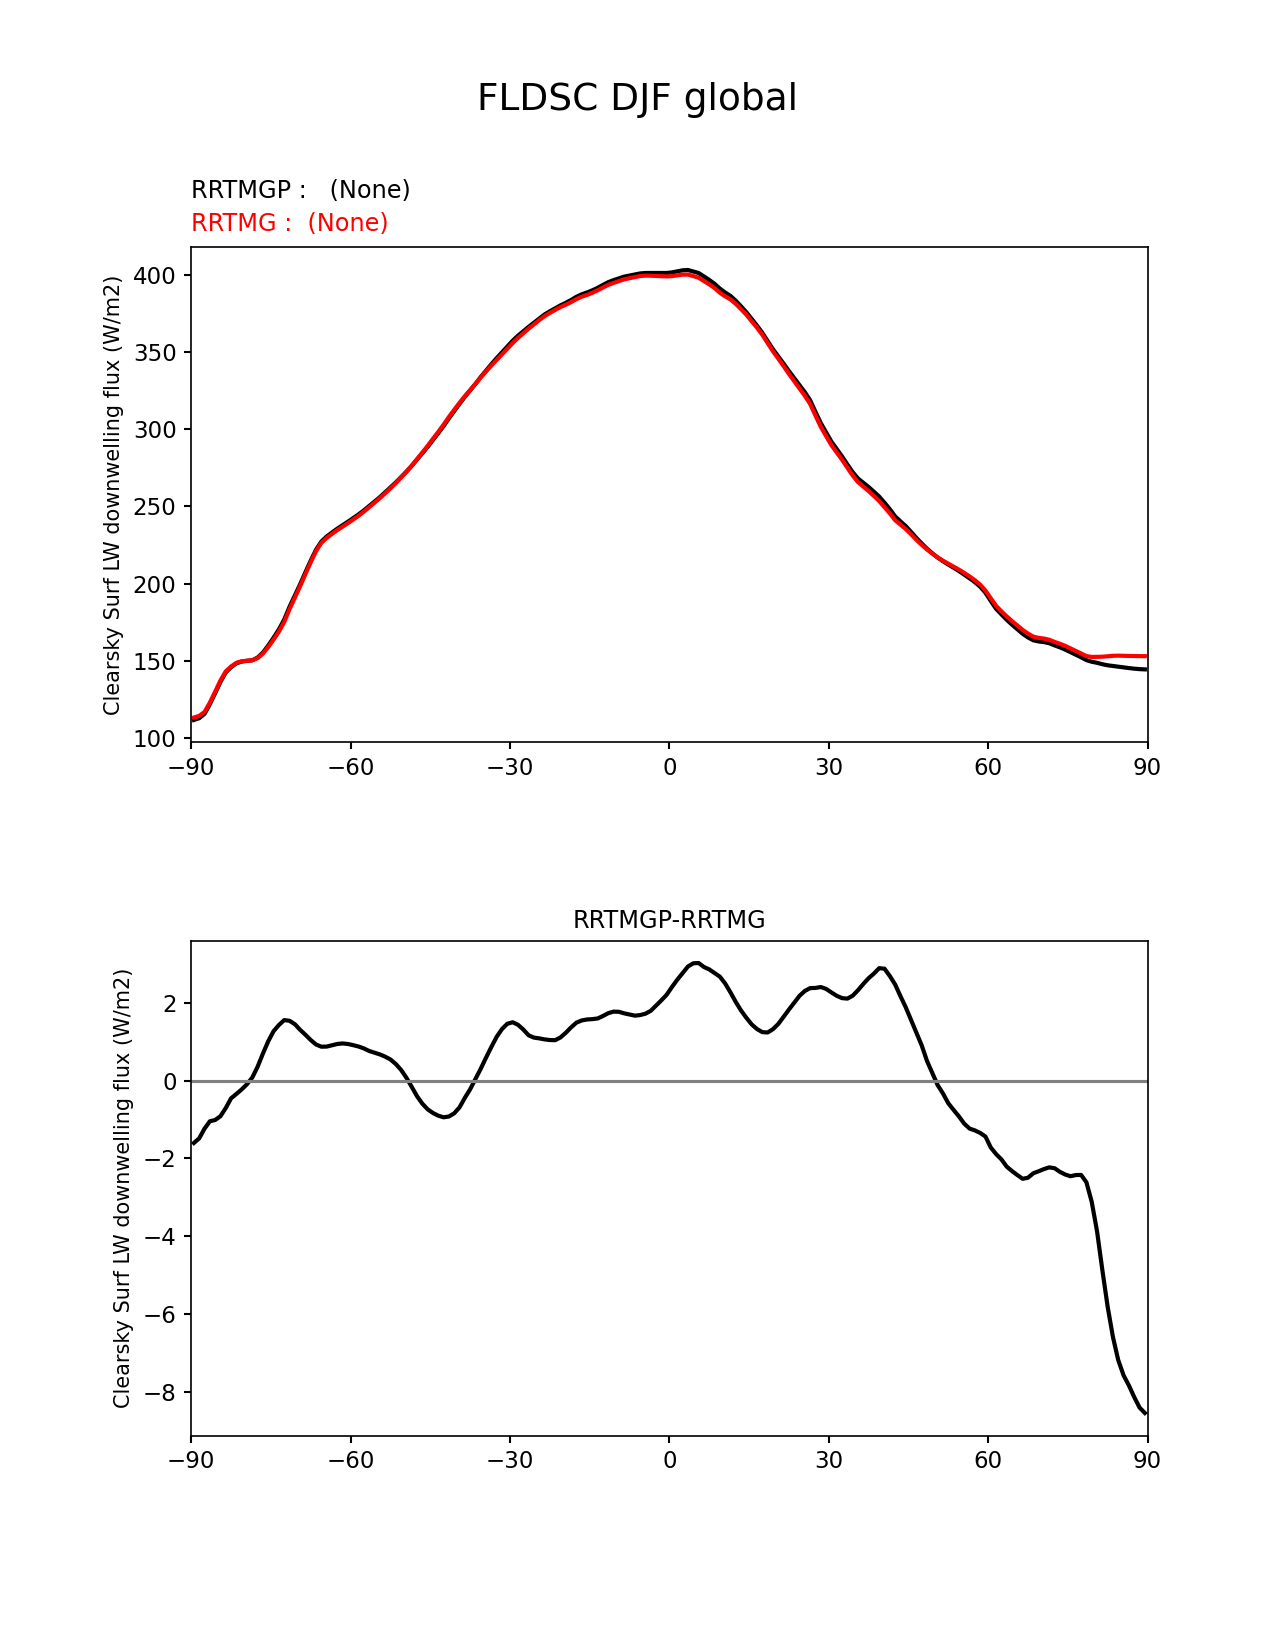 FLDSC DJF global
RRTMGP :   (None)
RRTMG :  (None)
Clearsky Surf LW downwelling flux (W/m2)
400
350
300
250
200
150
100
−90 −60 −30 0 30 60 90
RRTMGP-RRTMG
Clearsky Surf LW downwelling flux (W/m2)
2
0
−2
−4
−6
−8
−90 −60 −30 0 30 60 90